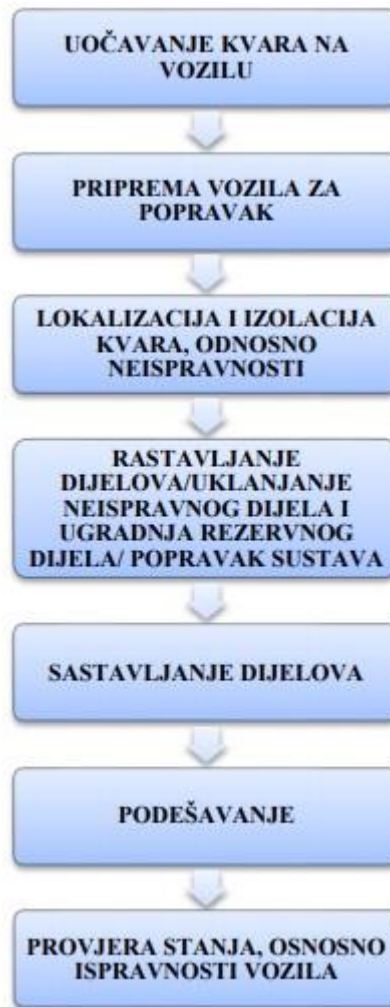 UOČAVANJE KVARA NA
VOZILU
PRIPREMA VOZILA ZA
POPRAVAK
LOKALIZACIJA I IZOLACIJA
KVARA, ODNOSNO
NEISPRAVNOSTI
RASTAVLJANJE
DIJELOVA/UKLANJANJE
NEISPRAVNOG DIJELA I
UGRADNJA REZERVNOG
DIJELA/ POPRAVAK SUSTAVA
SASTAVLJANJE DIJELOVA
PODEŠAVANJE
PROVJERA STANJA, OSNOSNO
ISPRAVNOSTI VOZILA